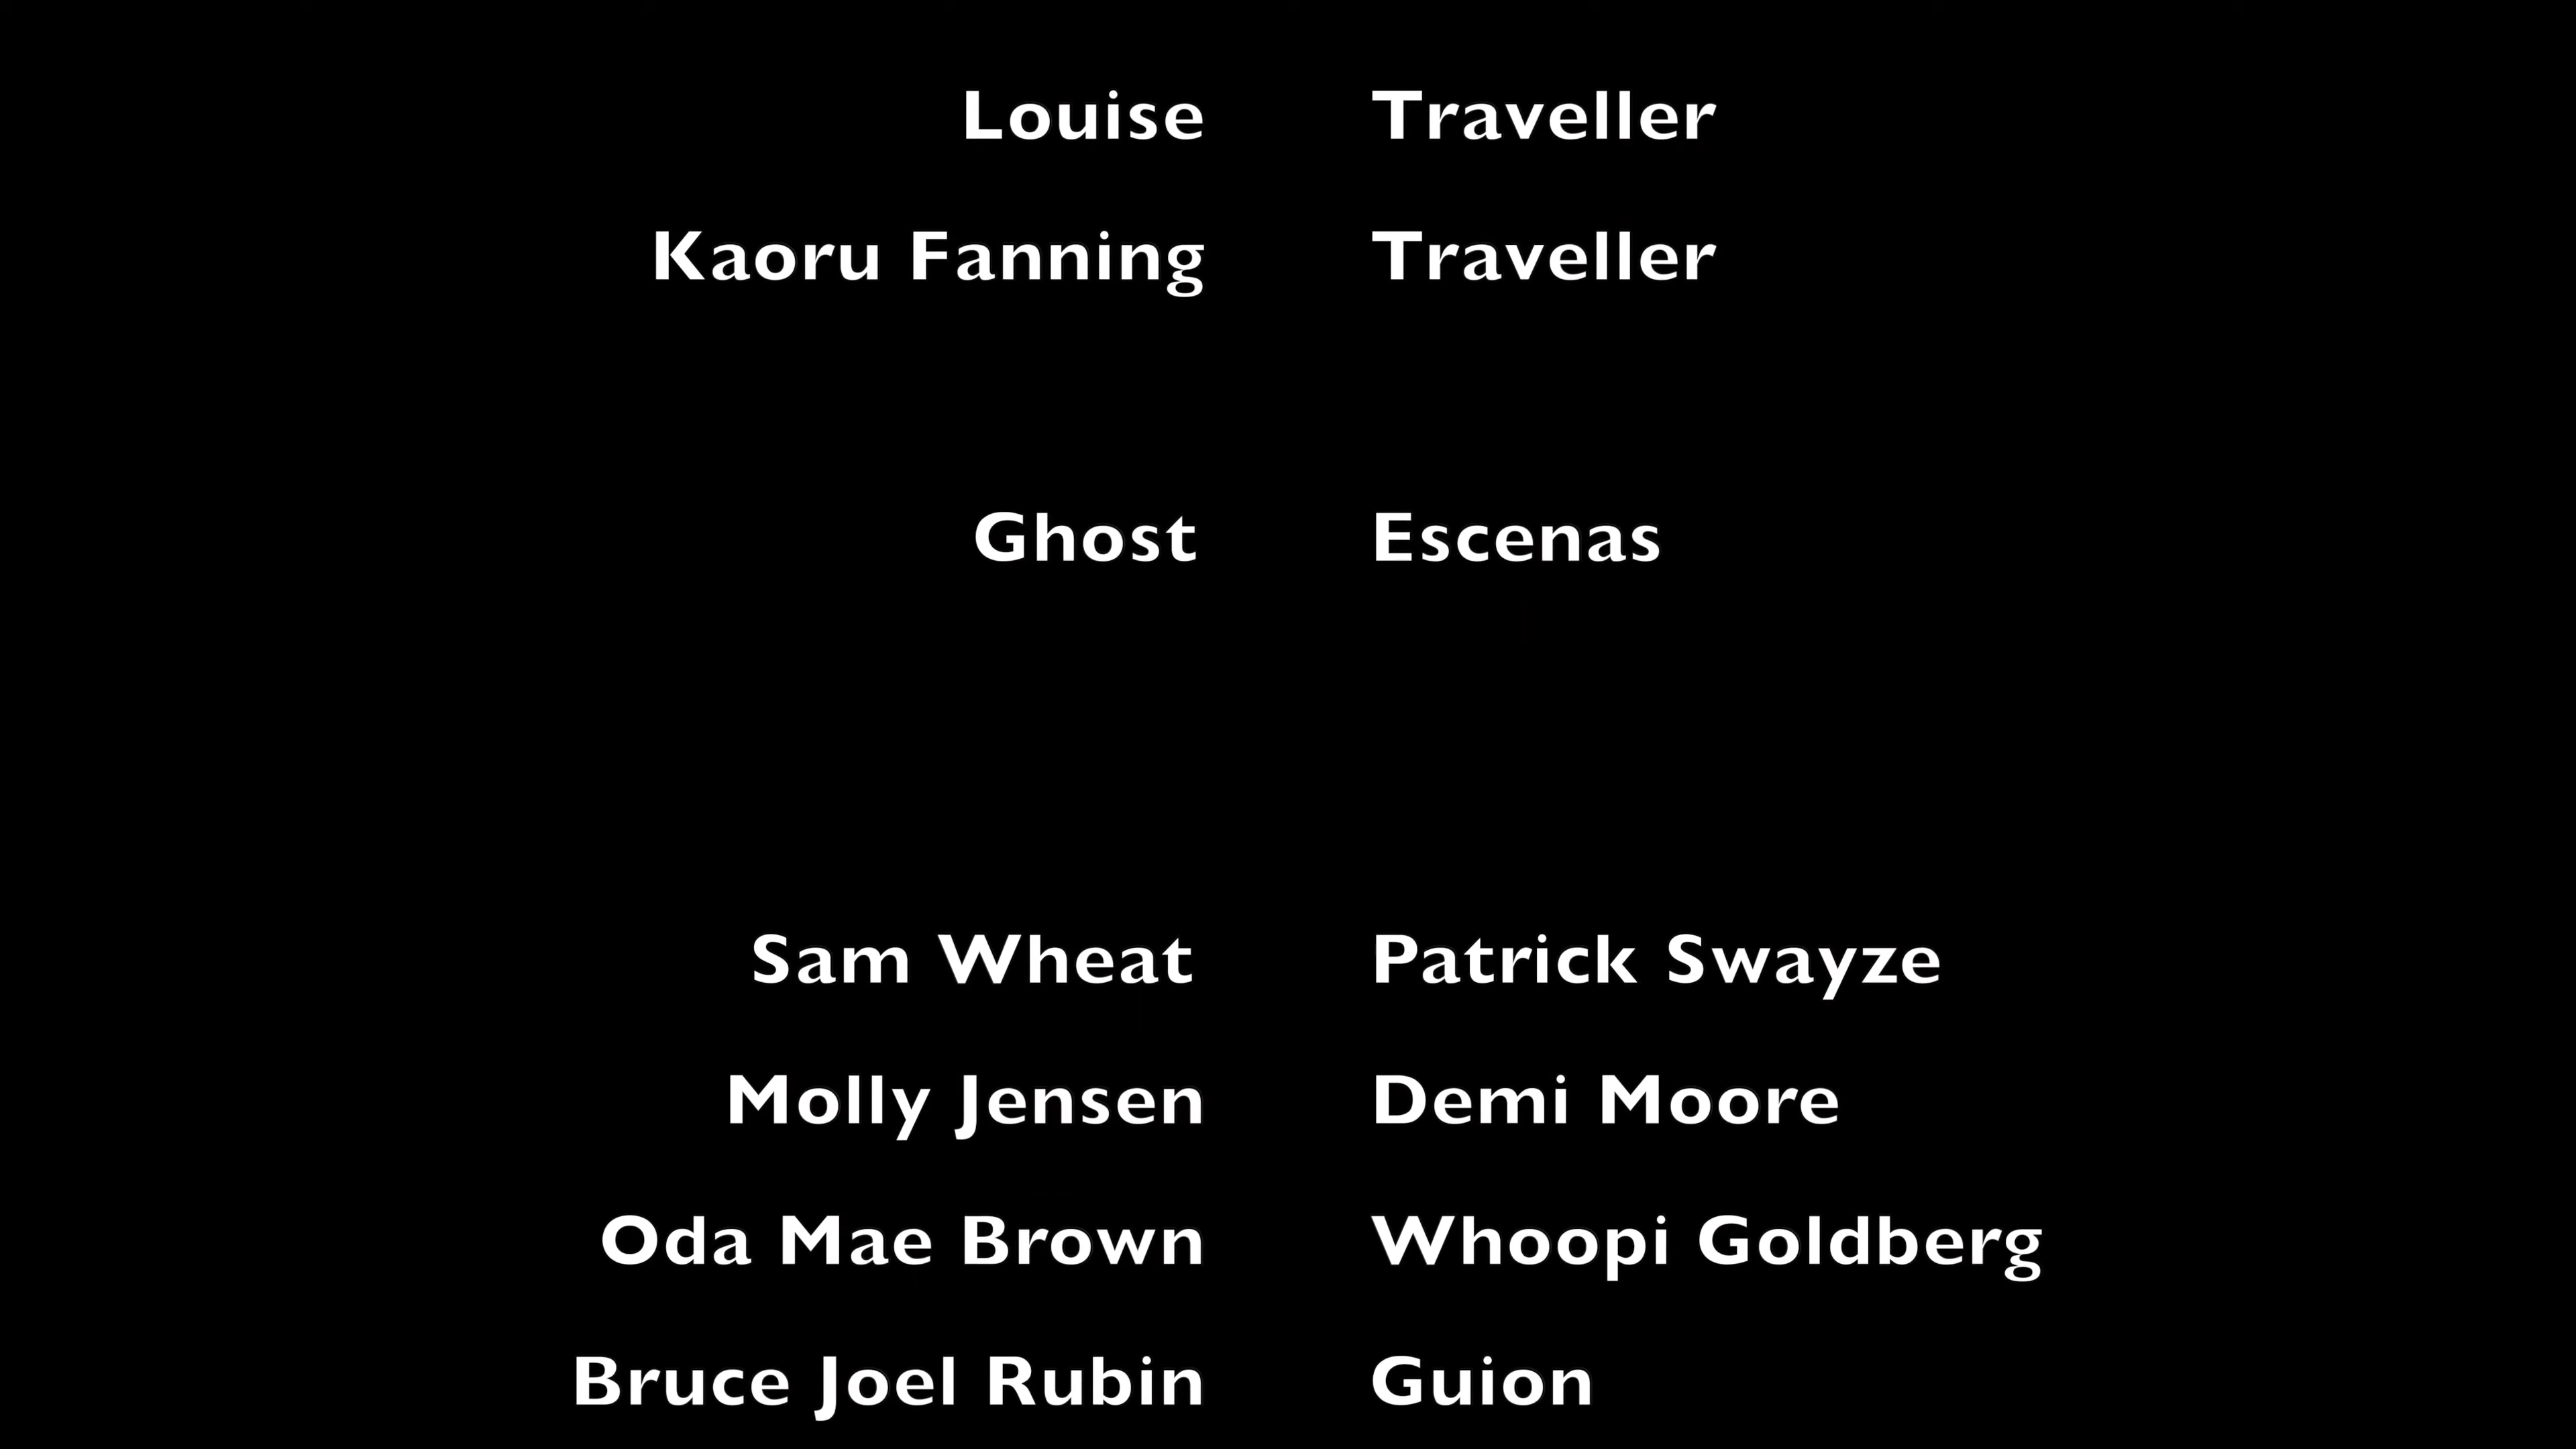 Louise Traveller
Kaoru Fanning Traveller
Ghost Escenas
Sam Wheat Patrick Swayze
Molly Jensen Demi Moore
Oda Mae Brown Whoopi Goldberg
Bruce Joel Rubin Guion